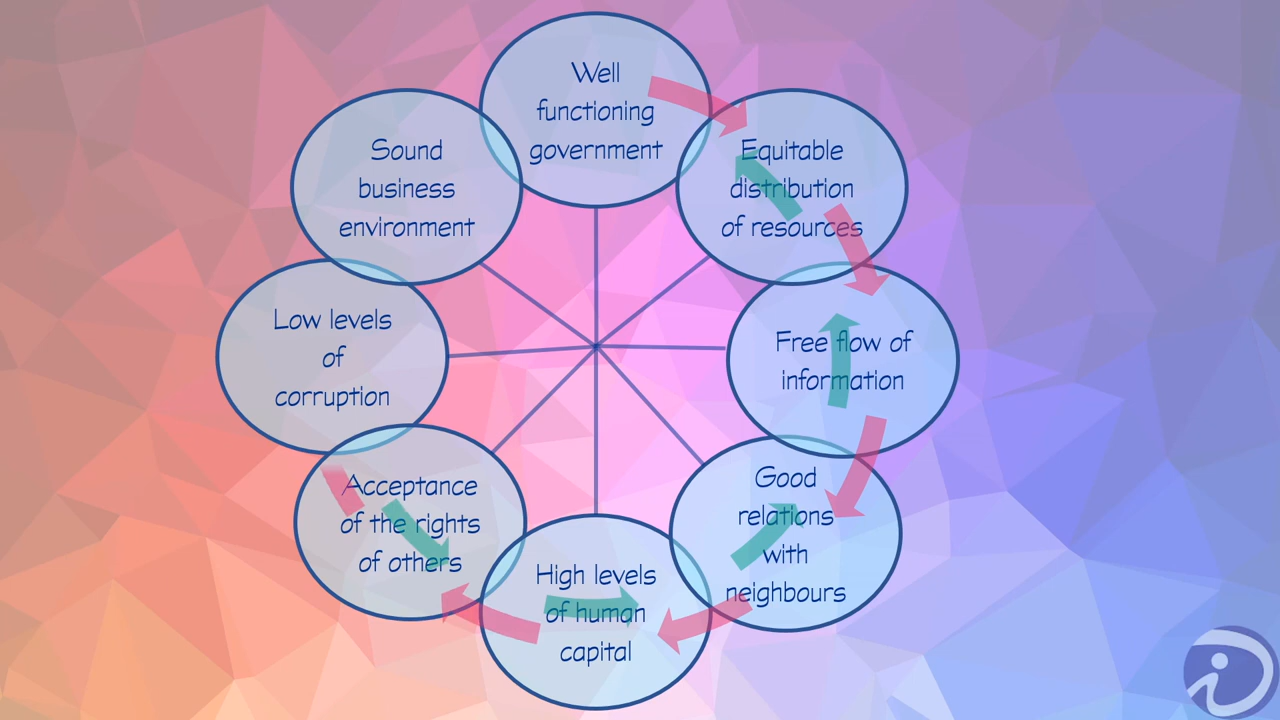 Well
functioning
government
Equitable
distribution
of resources
Free flow of
information
Good
relations
with
neighbours
High levels
of human
capital
Acceptance
of the rights
of others
Low levels
of
corruption
Sound
business
environment